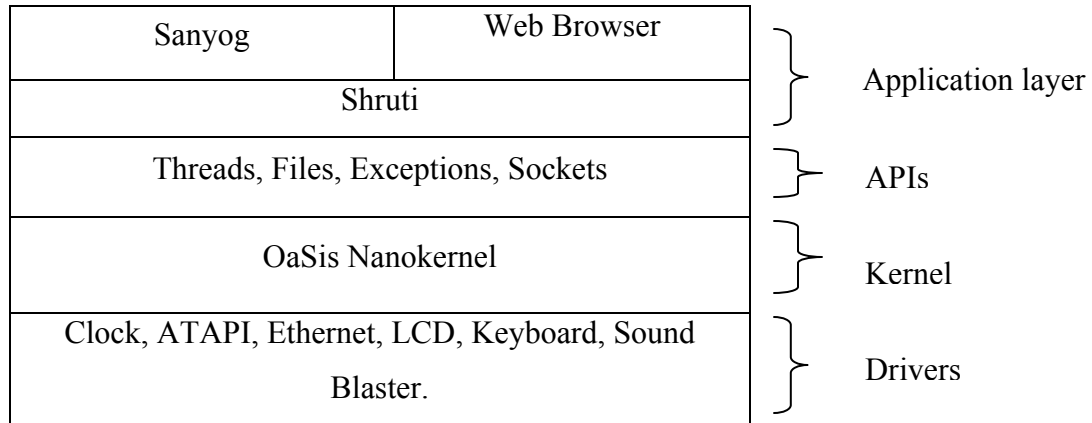 Sanyog
Web Browser
Application layer
Shruti
Threads, Files, Exceptions, Sockets
APIs
OaSis Nanokernel
Kernel
Clock, ATAPI, Ethernet, LCD, Keyboard, Sound
Blaster.
Drivers